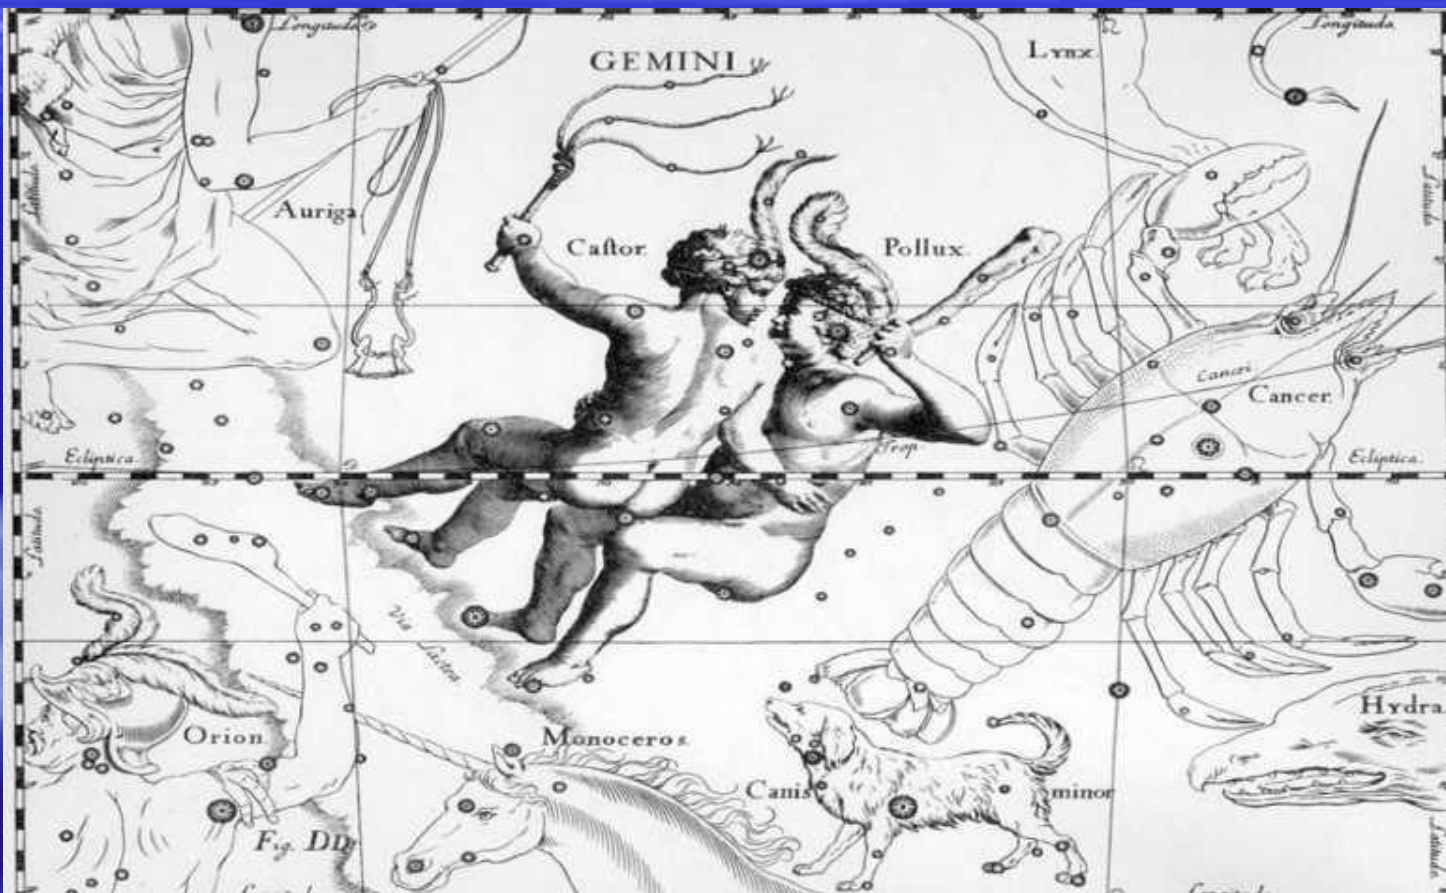 Longitudo
GEMINI
Lynx.
Longitudo.
Latitudo.
Latitudo.
Auriga
Caſtor.
Pollux.
Cancri
Cancer.
Trop.
Ecliptica.
Ecliptica.
Latitudo.
Via Lactea.
Orion.
Monoceros.
Hydra
Canis minor
Fig. DD